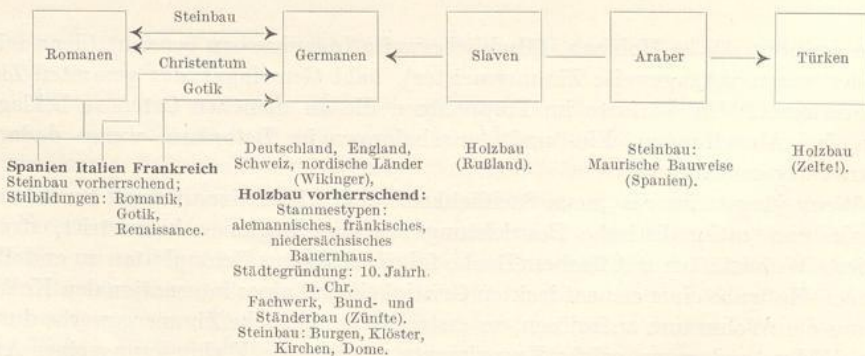 Steinbau
Romanen
Germanen
Slaven
Araber
Türken
Christentum
Gotik
Spanien Italien Frankreich
Steinbau vorherrschend;
Stilbildungen: Romanik,
Gotik,
Renaissance.
Deutschland, England,
Schweiz, nordische Länder
(Wikinger),
Holzbau vorherrschend:
Stammestypen:
alemannisches, fränkisches,
niedersächsisches
Bauernhaus.
Städtegründung: 10. Jahrh.
n. Chr.
Fachwerk, Bund- und
Ständerbau (Zünfte).
Steinbau: Burgen, Klöster,
Kirchen, Dome.
Holzbau
(Rußland).
Steinbau:
Maurische Bauweise
(Spanien).
Holzbau
(Zelte!).